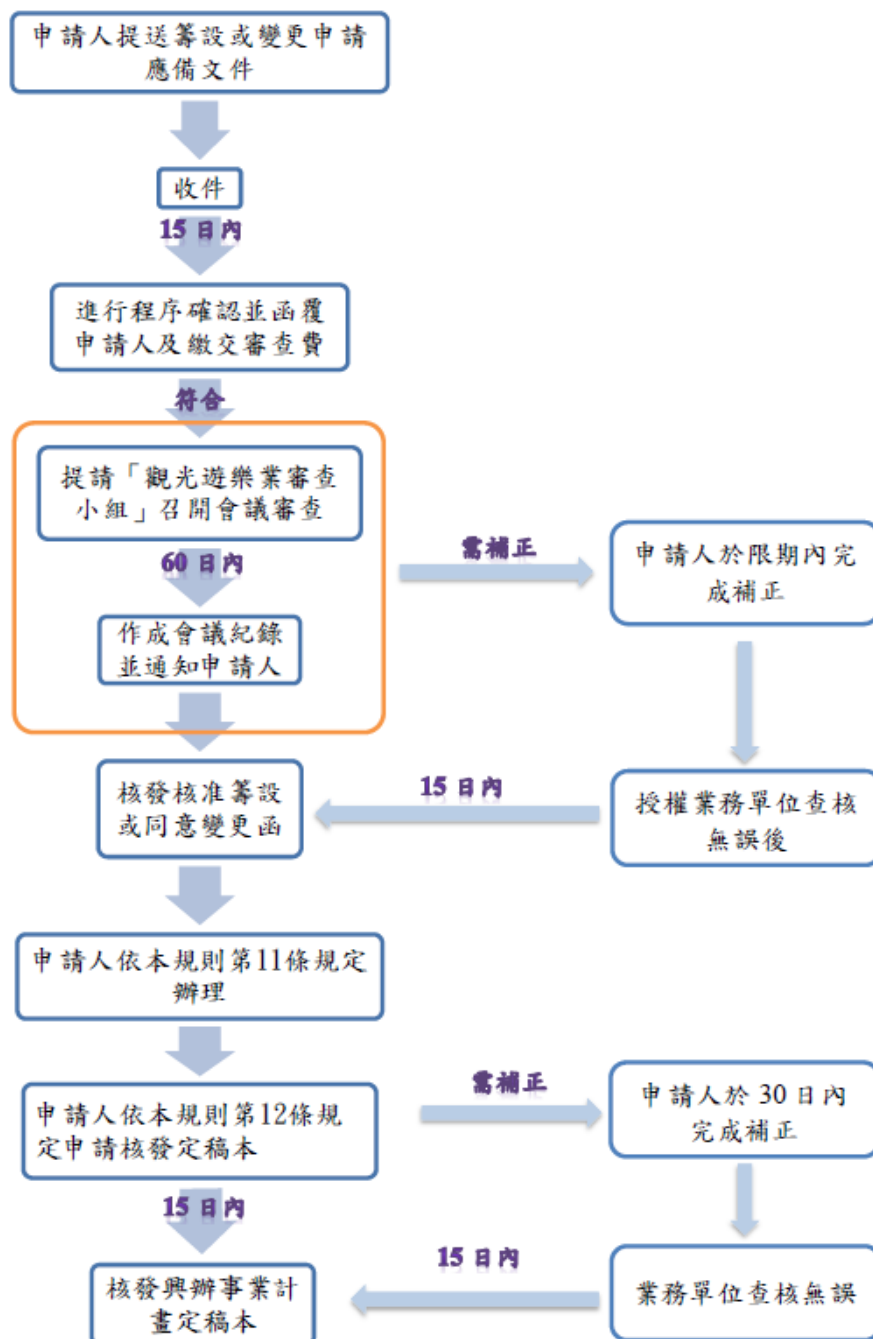 申請人提送籌設或變更申請
應備文件
收件
15 日內
進行程序確認並函覆
申請人及繳交審查費
符合
提請「觀光遊樂業審查
小組」召開會議審查
60 日內
作成會議紀錄
並通知申請人
需補正
申請人於限期內完
成補正
授權業務單位查核
無誤後
15 日內
核發核准籌設
或同意變更函
申請人依本規則第11條規定
辦理
申請人依本規則第12條規
定申請核發定稿本
需補正
申請人於 30 日內
完成補正
業務單位查核無誤
15 日內
15 日內
核發興辦事業計
畫定稿本